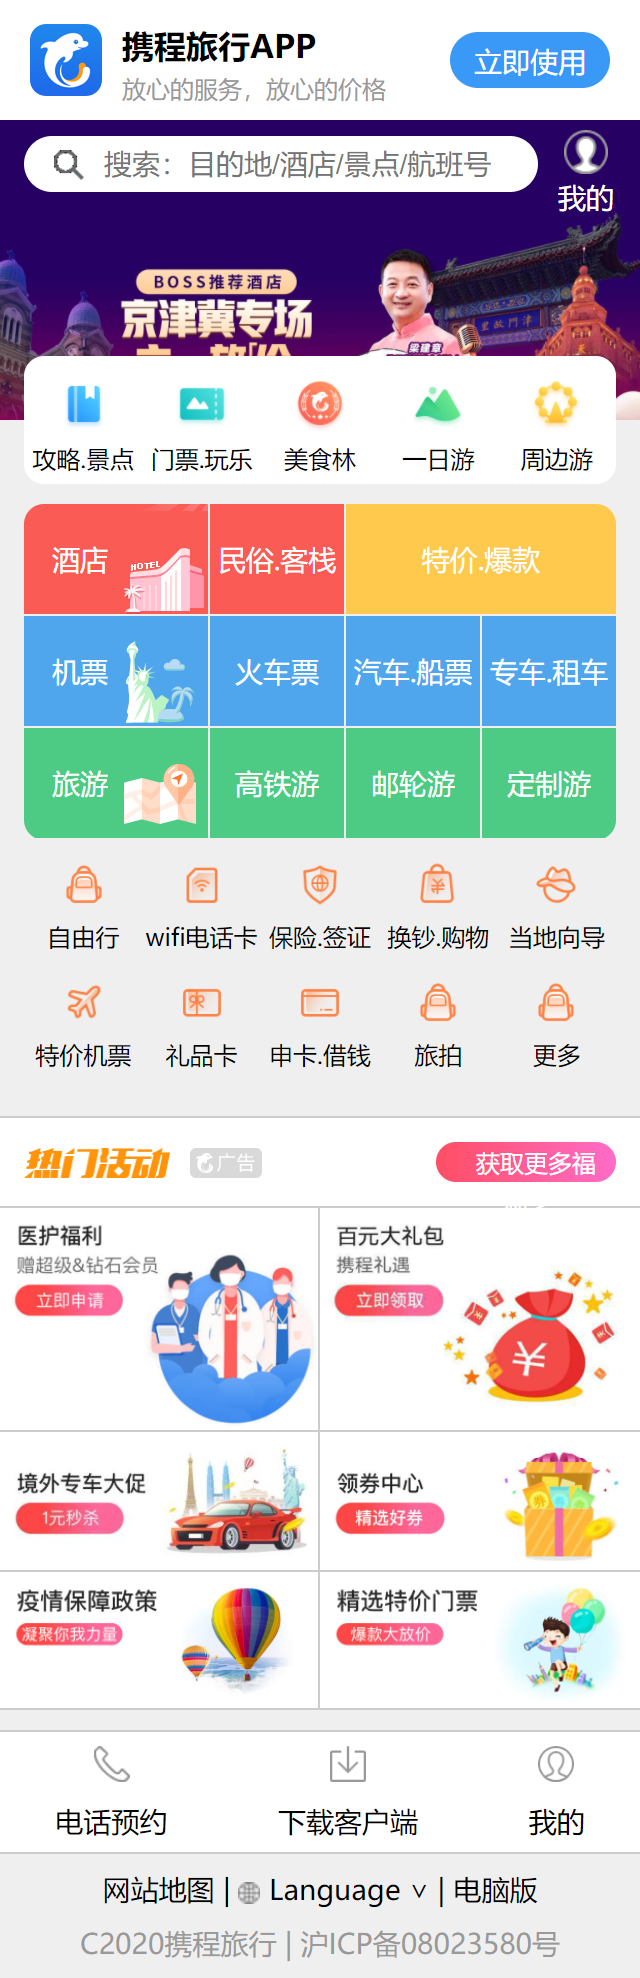 携程旅行APP
放心的服务，放心的价格
立即使用
搜索：目的地/酒店/景点/航班号
我的
BOSS推荐酒店
京津冀专场
梁建章
攻略.景点 门票.玩乐 美食林 一日游 周边游
酒店 HOTEL 民俗.客栈 特价.爆款
机票 火车票 汽车.船票 专车.租车
旅游 高铁游 邮轮游 定制游
自由行 wifi电话卡 保险.签证 换钞.购物 当地向导
特价机票 礼品卡 申卡.借钱 旅拍 更多
热门活动 广告 获取更多福
医护福利
赠超级&钻石会员
立即申请
百元大礼包
携程礼遇
立即领取
境外专车大促
1元秒杀
领券中心
精选好券
疫情保障政策
凝聚你我力量
精选特价门票
爆款大放价
电话预约 下载客户端 我的
网站地图 | Language ∨ | 电脑版
C2020携程旅行 | 沪ICP备08023580号